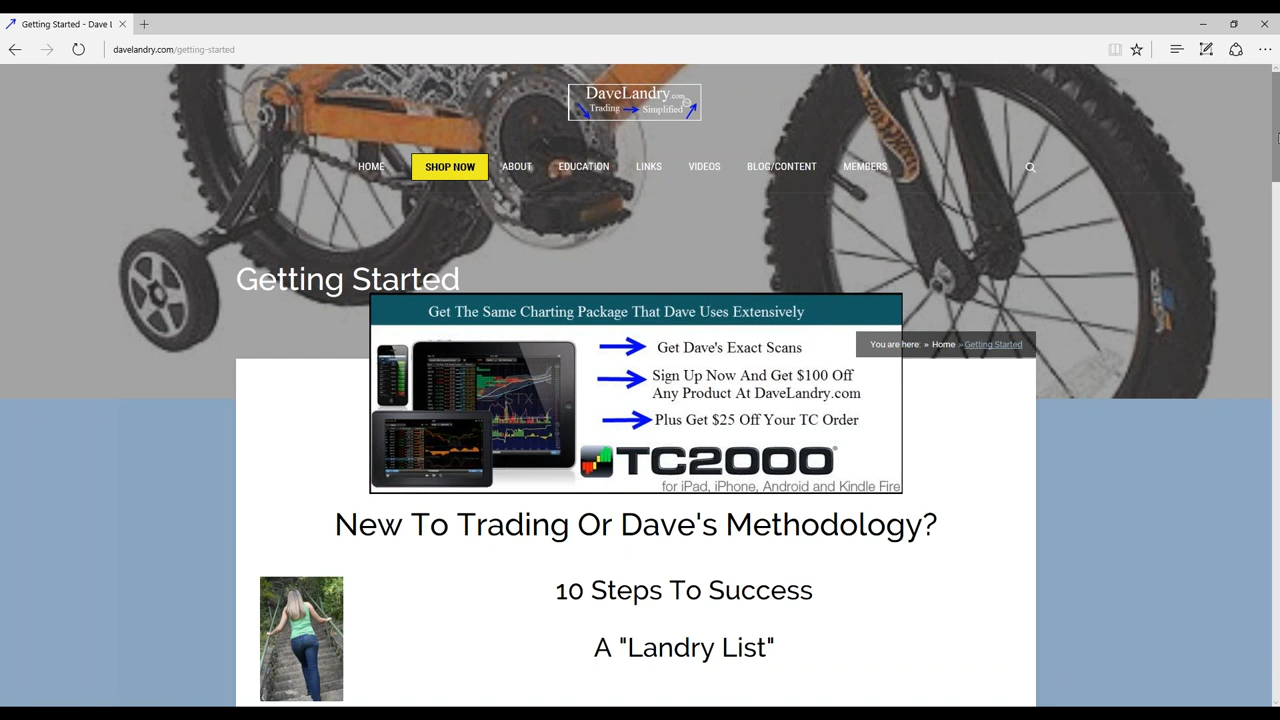 Getting Started - Dave L
davelandry.com/getting-started
DaveLandry.com
Trading Simplified
HOME SHOP NOW ABOUT EDUCATION LINKS VIDEOS BLOG/CONTENT MEMBERS
Getting Started
Get The Same Charting Package That Dave Uses Extensively
You are here: » Home » Getting Started
Get Dave's Exact Scans
Sign Up Now And Get $100 Off
Any Product At DaveLandry.com
Plus Get $25 Off Your TC Order
TC2000®
for iPad, iPhone, Android and Kindle Fire
New To Trading Or Dave's Methodology?
10 Steps To Success
A "Landry List"